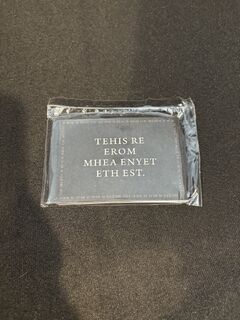 TEHIS RE
EROM
MHEA ENYET
ETH EST.